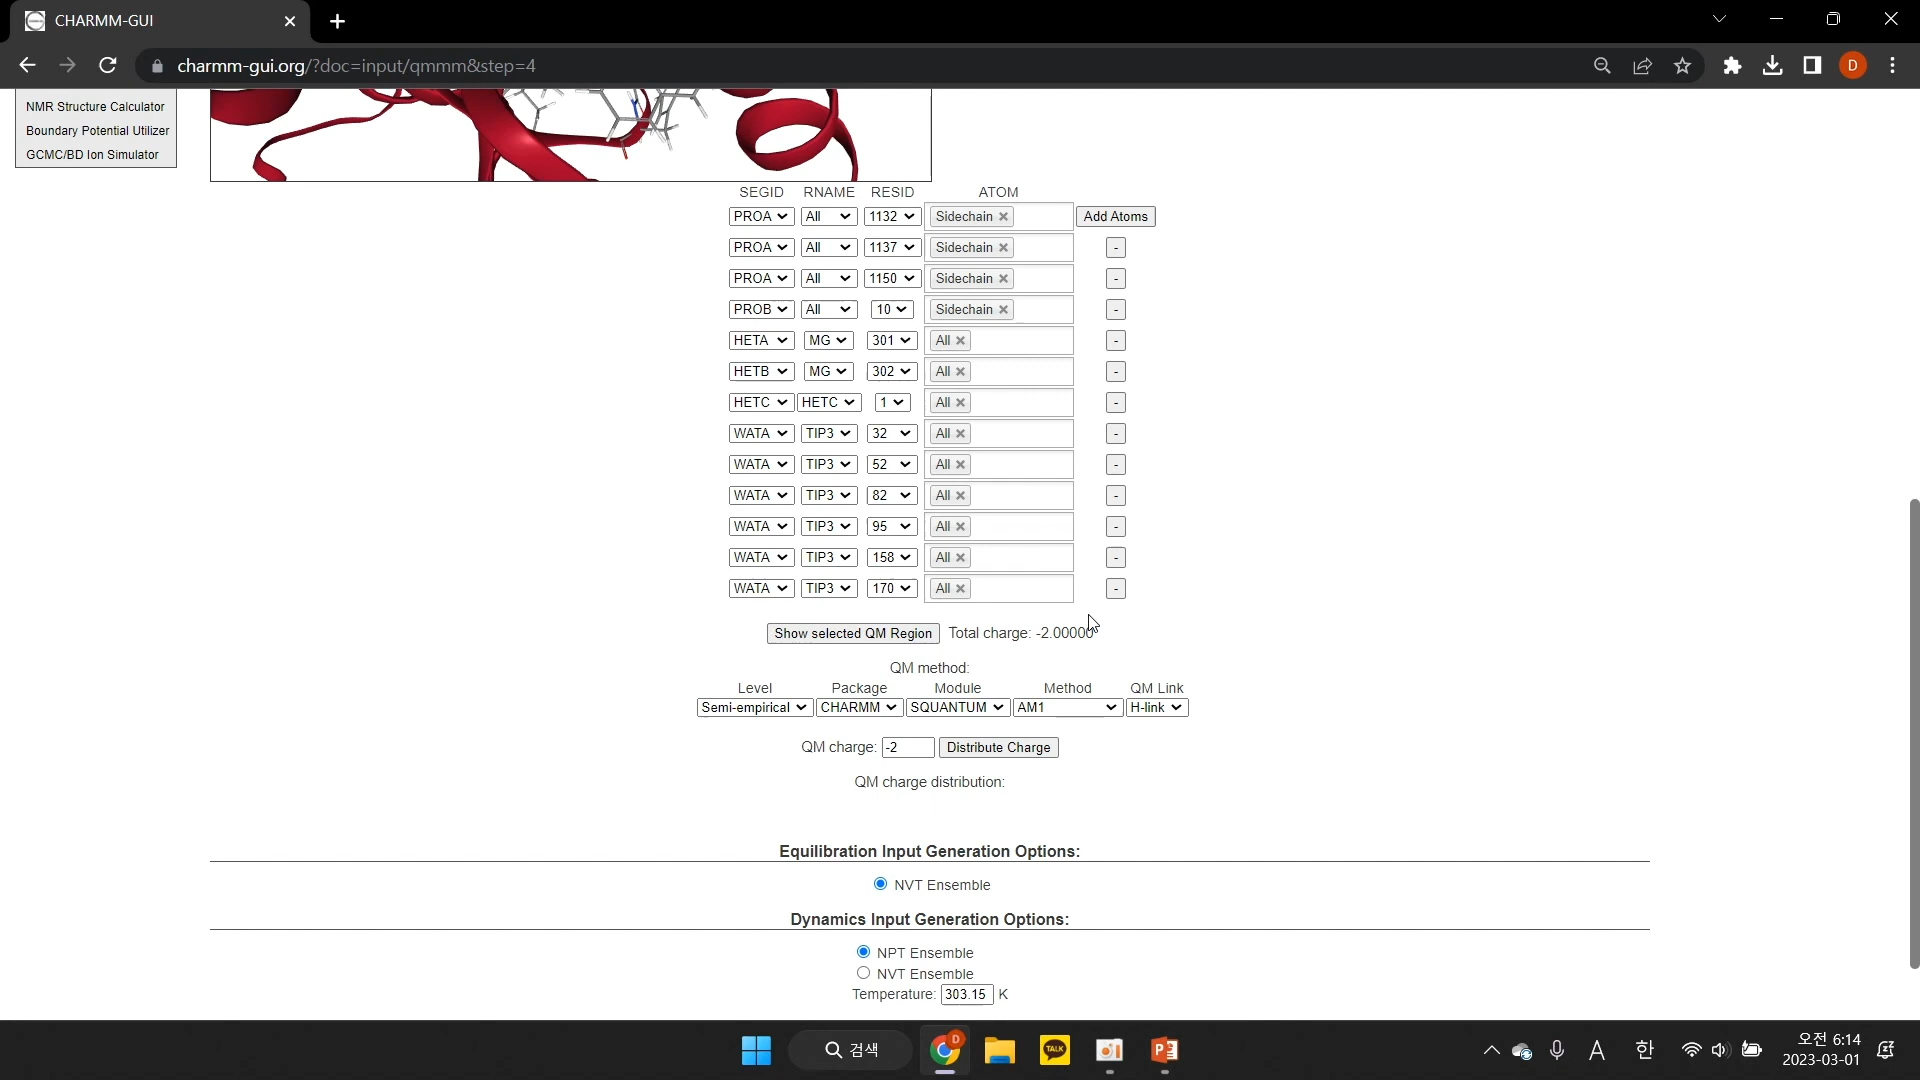 CHARMM-GUI
charmm-gui.org/?doc=input/qmmm&step=4
D
NMR Structure Calculator
Boundary Potential Utilizer
GCMC/BD Ion Simulator
SEGID RNAME RESID ATOM
PROA All 1132 Sidechain × Add Atoms
PROA All 1137 Sidechain × -
PROA All 1150 Sidechain × -
PROB All 10 Sidechain × -
HETA MG 301 All × -
HETB MG 302 All × -
HETC HETC 1 All × -
WATA TIP3 32 All × -
WATA TIP3 52 All × -
WATA TIP3 82 All × -
WATA TIP3 95 All × -
WATA TIP3 158 All × -
WATA TIP3 170 All × -
Show selected QM Region Total charge: -2.00000
QM method:
Level Package Module Method QM Link
Semi-empirical CHARMM SQUANTUM AM1 H-link
QM charge: -2 Distribute Charge
QM charge distribution:
Equilibration Input Generation Options:
NVT Ensemble
Dynamics Input Generation Options:
NPT Ensemble
NVT Ensemble
Temperature: 303.15 K
검색
D
TALK
P
A
한
오전 6:14
2023-03-01